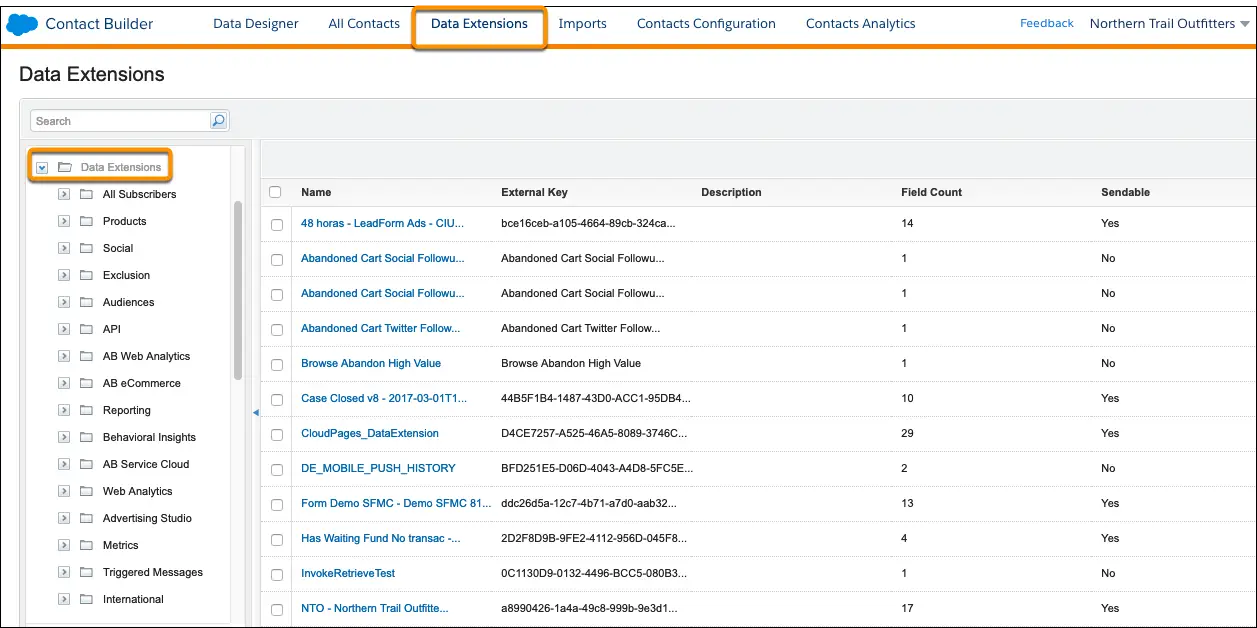 Contact Builder Data Designer All Contacts Data Extensions Imports Contacts Configuration Contacts Analytics Feedback Northern Trail Outfitters
Data Extensions
Search
Data Extensions
All Subscribers
Products
Social
Exclusion
Audiences
API
AB Web Analytics
AB eCommerce
Reporting
Behavioral Insights
AB Service Cloud
Web Analytics
Advertising Studio
Metrics
Triggered Messages
International
Name External Key Description Field Count Sendable
48 horas - LeadForm Ads - CIU... bce16ceb-a105-4664-89cb-324ca... 14 Yes
Abandoned Cart Social Followu... Abandoned Cart Social Followu... 1 No
Abandoned Cart Social Followu... Abandoned Cart Social Followu... 1 No
Abandoned Cart Twitter Follow... Abandoned Cart Twitter Follow... 1 No
Browse Abandon High Value Browse Abandon High Value 1 No
Case Closed v8 - 2017-03-01T1... 44B5F1B4-1487-43D0-ACC1-95DB4... 10 Yes
CloudPages_DataExtension D4CE7257-A525-46A5-8089-3746C... 29 Yes
DE_MOBILE_PUSH_HISTORY BFD251E5-D06D-4043-A4D8-5FC5E... 2 No
Form Demo SFMC - Demo SFMC 81... ddc26d5a-12c7-4b71-a7d0-aab32... 13 Yes
Has Waiting Fund No transac -... 2D2F8D9B-9FE2-4112-956D-045F8... 4 Yes
InvokeRetrieveTest 0C1130D9-0132-4496-BCC5-080B3... 1 No
NTO - Northern Trail Outfitte... a8990426-1a4a-49c8-999b-9e3d1... 17 Yes